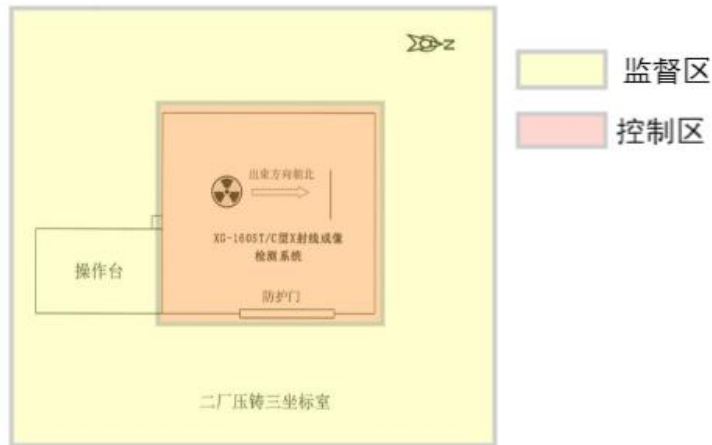 Z
监督区
控制区
出束方向朝北
XG-1605T/C型X射线成像
检测系统
操作台
防护门
二厂压铸三坐标室